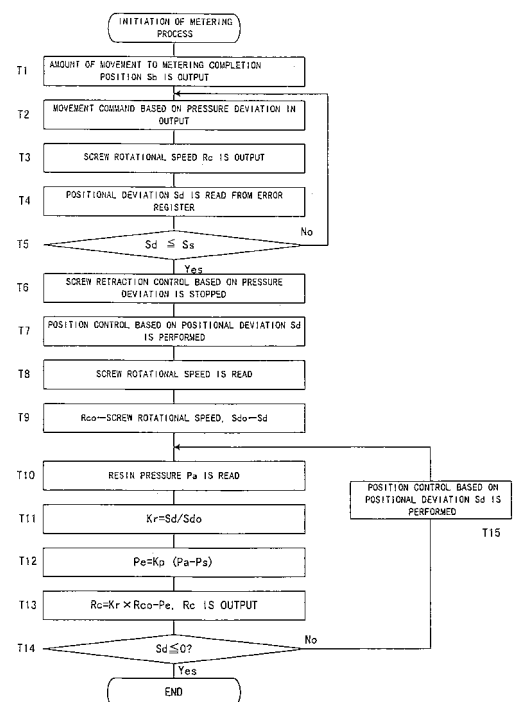 INITIATION OF METERING
PROCESS
T1
AMOUNT OF MOVEMENT TO METERING COMPLETION
POSITION Sb IS OUTPUT
T2
MOVEMENT COMMAND BASED ON PRESSURE DEVIATION IN
OUTPUT
T3
SCREW ROTATIONAL SPEED Rc IS OUTPUT
T4
POSITIONAL DEVIATION Sd IS READ FROM ERROR
REGISTER
T5
Sd ≦ Ss
No
Yes
T6
SCREW RETRACTION CONTROL BASED ON PRESSURE
DEVIATION IS STOPPED
T7
POSITION CONTROL BASED ON POSITIONAL DEVIATION Sd
IS PERFORMED
T8
SCREW ROTATIONAL SPEED IS READ
T9
Rco←SCREW ROTATIONAL SPEED, Sdo←Sd
T10
RESIN PRESSURE Pa IS READ
POSITION CONTROL BASED ON
POSITIONAL DEVIATION Sd IS
PERFORMED
T15
T11
Kr=Sd/Sdo
T12
Pe=Kp (Pa-Ps)
T13
Rc=Kr×Rco-Pe, Rc IS OUTPUT
T14
Sd≦0?
No
Yes
END